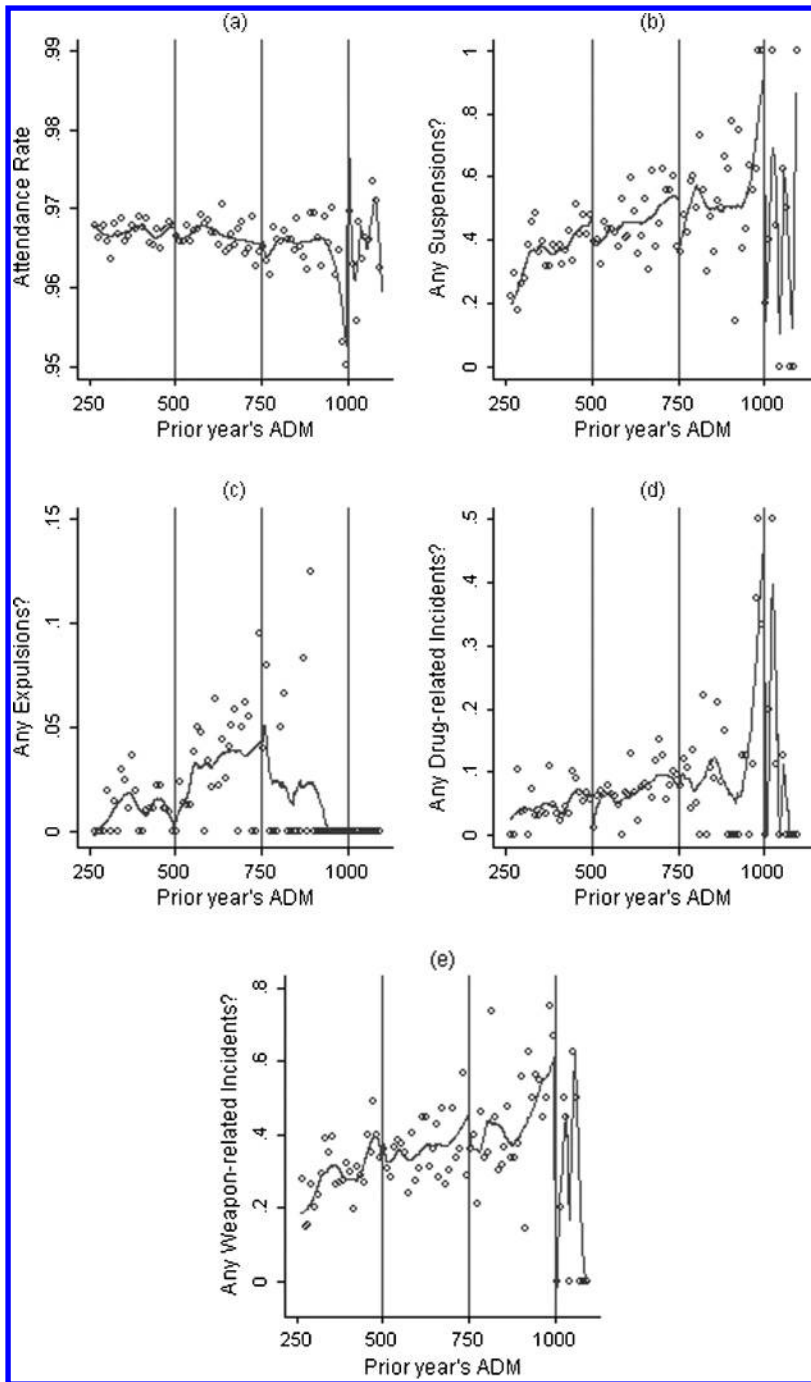 (a)
.99
.98
.97
.96
.95
Attendance Rate
250 500 750 1000
Prior year's ADM
(b)
1
.8
.6
.4
.2
0
Any Suspensions?
250 500 750 1000
Prior year's ADM
(c)
.15
.1
.05
0
Any Expulsions?
250 500 750 1000
Prior year's ADM
(d)
.5
.4
.3
.2
.1
0
Any Drug-related Incidents?
250 500 750 1000
Prior year's ADM
(e)
.8
.6
.4
.2
0
Any Weapon-related Incidents?
250 500 750 1000
Prior year's ADM